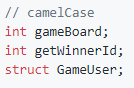 // camelCase
int gameBoard;
int getWinnerId;
struct GameUser;